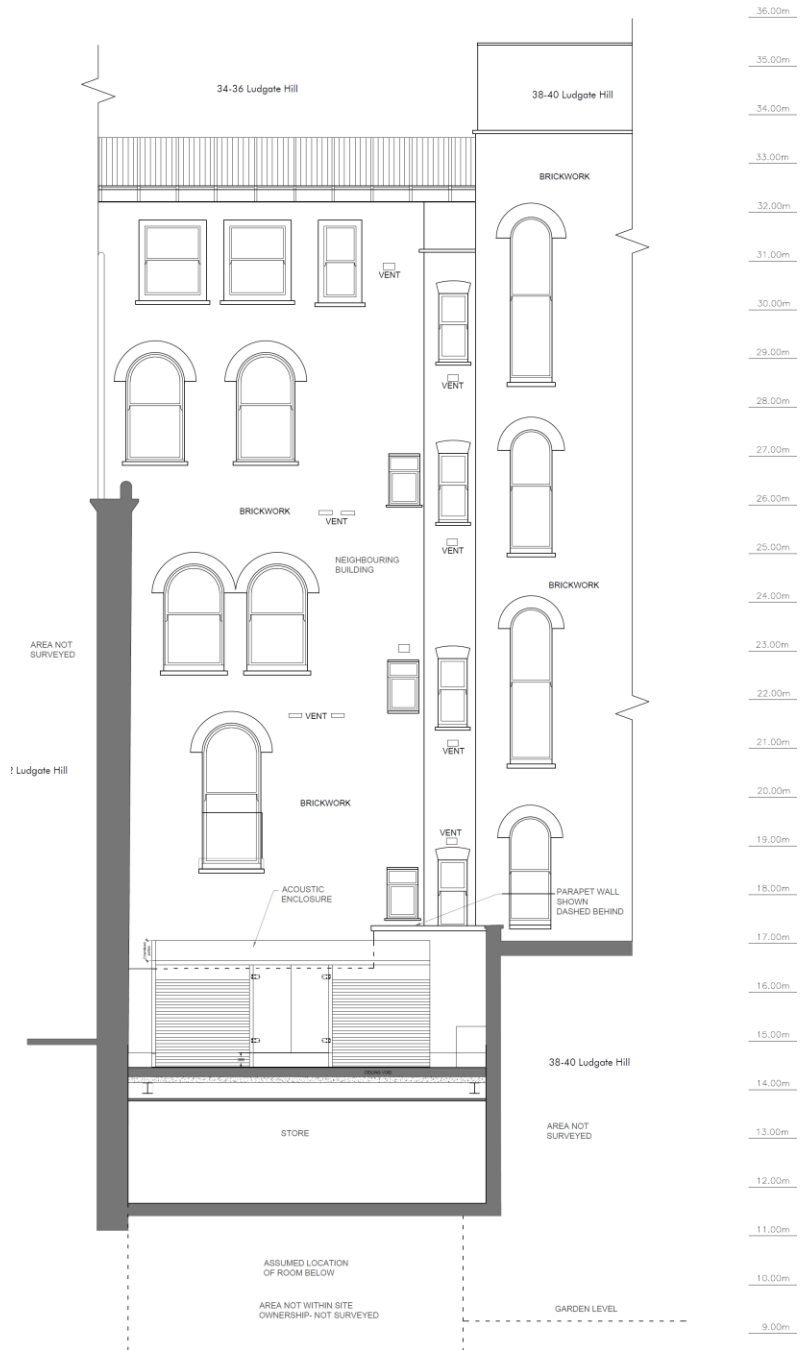 36.00m
35.00m
34-36 Ludgate Hill
38-40 Ludgate Hill
34.00m
33.00m
BRICKWORK
32.00m
31.00m
VENT
30.00m
29.00m
VENT
28.00m
27.00m
26.00m
BRICKWORK
VENT
25.00m
VENT
NEIGHBOURING
BUILDING
BRICKWORK
24.00m
AREA NOT
SURVEYED
23.00m
22.00m
VENT
21.00m
VENT
? Ludgate Hill
20.00m
BRICKWORK
19.00m
VENT
ACOUSTIC
ENCLOSURE
18.00m
PARAPET WALL
SHOWN
DASHED BEHIND
17.00m
16.00m
15.00m
38-40 Ludgate Hill
CEILING VOID
14.00m
STORE
13.00m
AREA NOT
SURVEYED
12.00m
11.00m
ASSUMED LOCATION
OF ROOM BELOW
10.00m
AREA NOT WITHIN SITE
OWNERSHIP- NOT SURVEYED
GARDEN LEVEL
9.00m